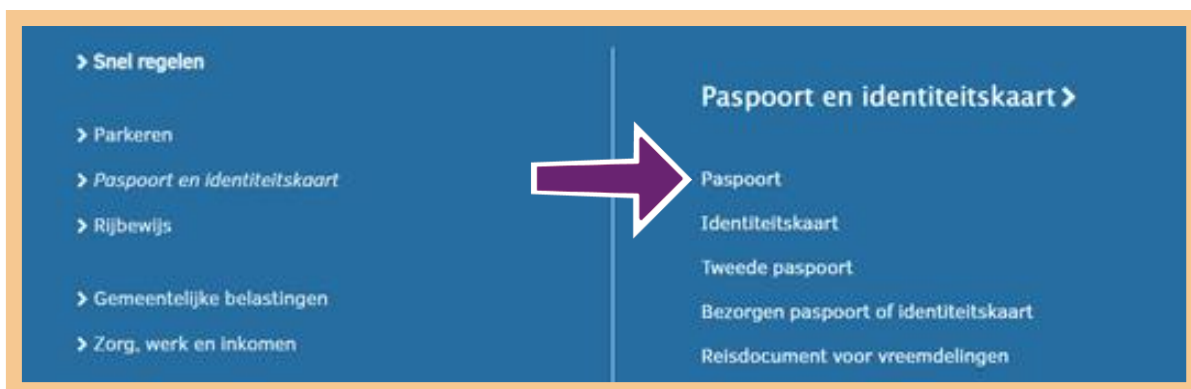 > Snel regelen
> Parkeren
> Paspoort en identiteitskaart
> Rijbewijs
> Gemeentelijke belastingen
> Zorg, werk en inkomen
Paspoort en identiteitskaart >
Paspoort
Identiteitskaart
Tweede paspoort
Bezorgen paspoort of identiteitskaart
Reisdocument voor vreemdelingen